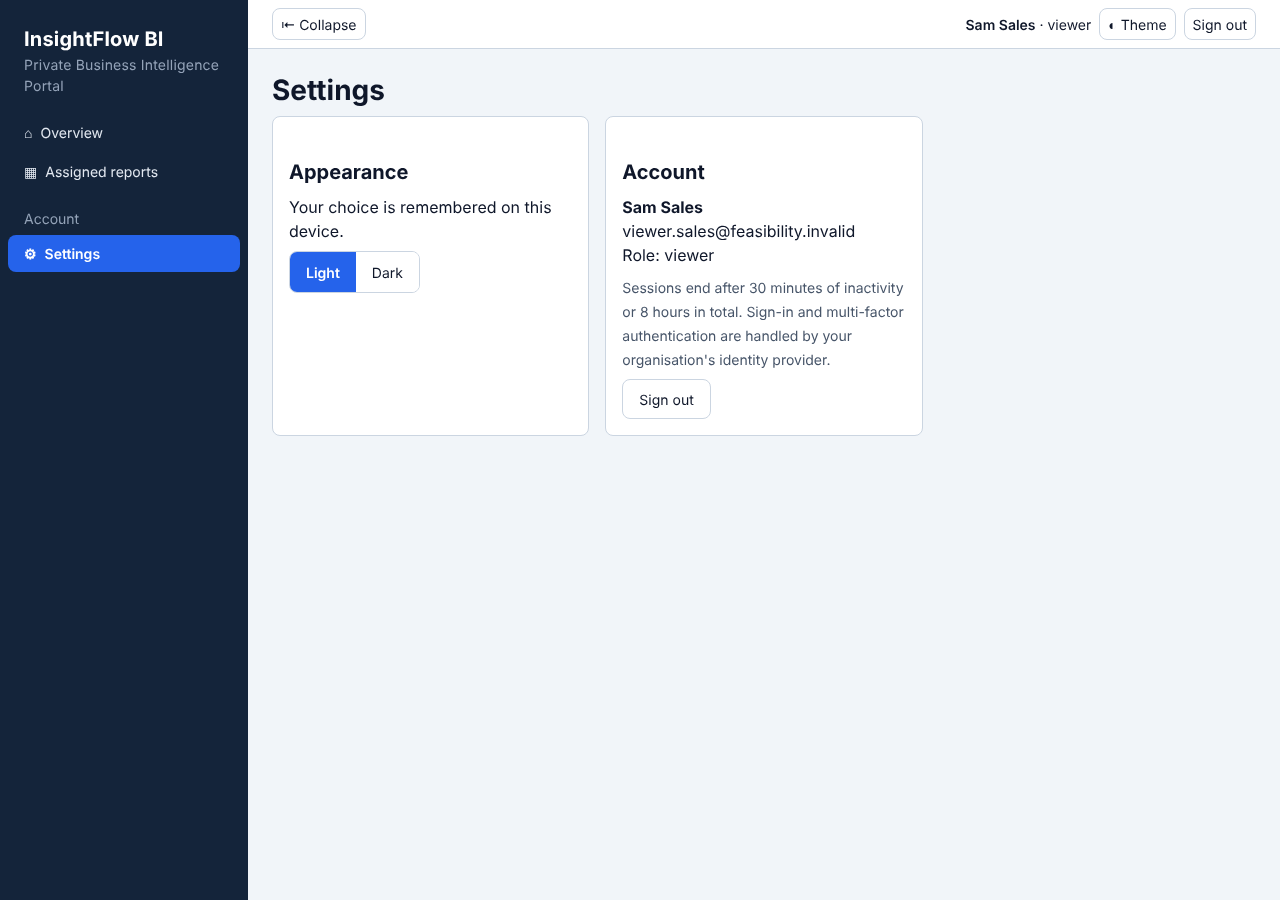 InsightFlow BI
Private Business Intelligence
Portal
⌂ Overview
▦ Assigned reports
Account
⚙ Settings
⇤ Collapse
Sam Sales · viewer
◐ Theme
Sign out
Settings
Appearance
Your choice is remembered on this
device.
Light
Dark
Account
Sam Sales
viewer.sales@feasibility.invalid
Role: viewer
Sessions end after 30 minutes of inactivity
or 8 hours in total. Sign-in and multi-factor
authentication are handled by your
organisation's identity provider.
Sign out